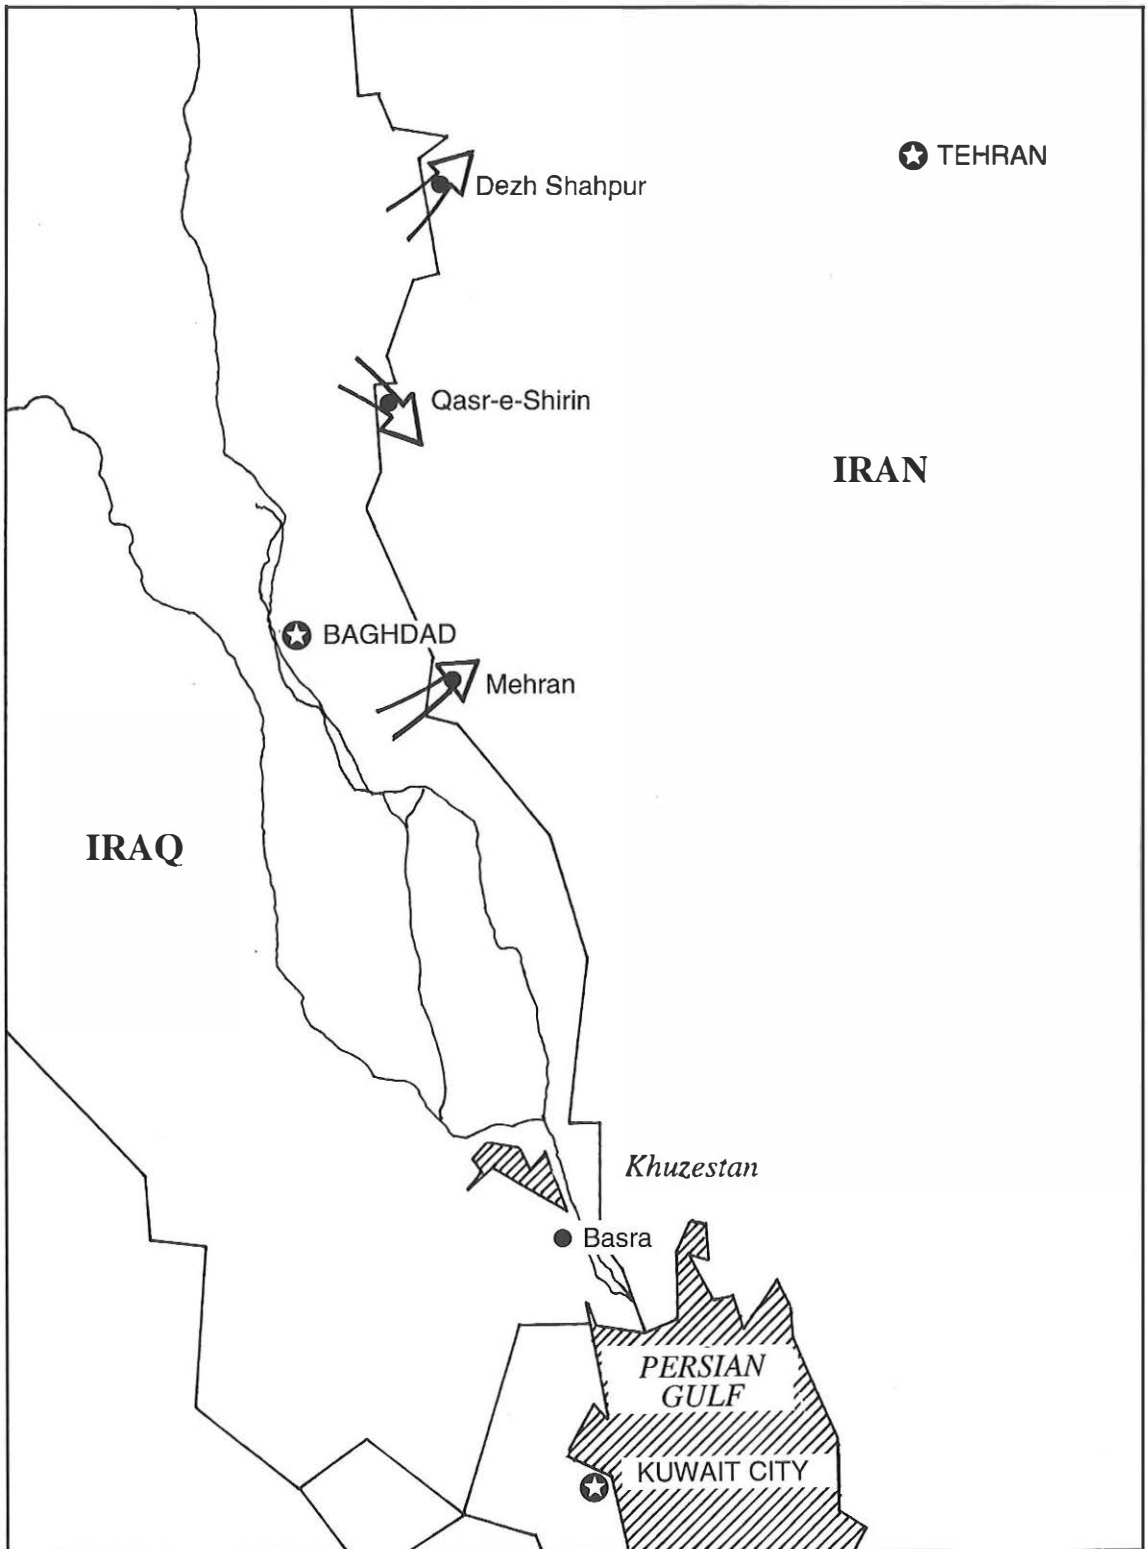 TEHRAN
Dezh Shahpur
Qasr-e-Shirin
IRAN
BAGHDAD
Mehran
IRAQ
Khuzestan
Basra
PERSIAN
GULF
KUWAIT CITY